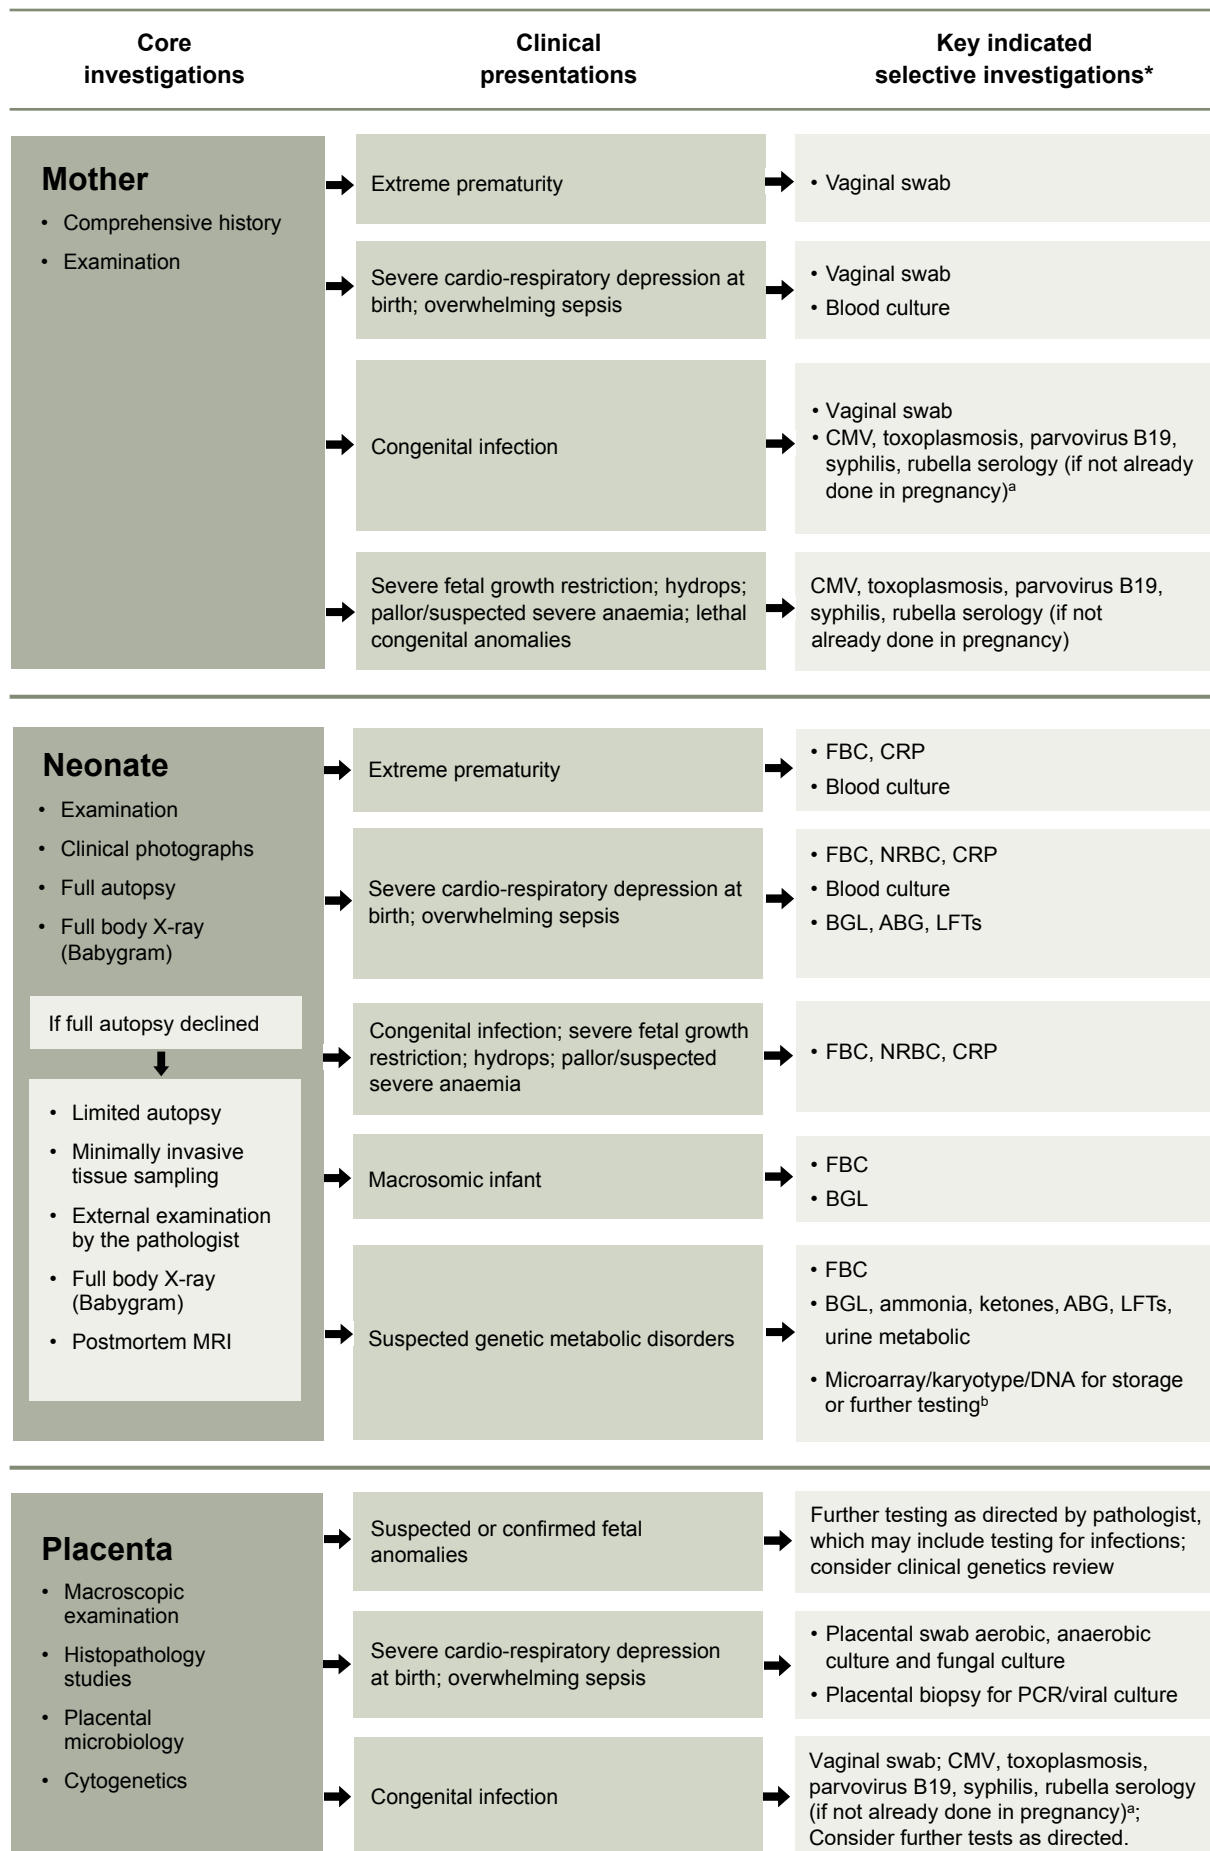 Core
investigations
Clinical
presentations
Key indicated
selective investigations*
Mother
• Comprehensive history
• Examination
Extreme prematurity
• Vaginal swab
Severe cardio-respiratory depression at
birth; overwhelming sepsis
• Vaginal swab
• Blood culture
Congenital infection
• Vaginal swab
• CMV, toxoplasmosis, parvovirus B19,
syphilis, rubella serology (if not already
done in pregnancy)ᵃ
Severe fetal growth restriction; hydrops;
pallor/suspected severe anaemia; lethal
congenital anomalies
CMV, toxoplasmosis, parvovirus B19,
syphilis, rubella serology (if not
already done in pregnancy)
Neonate
• Examination
• Clinical photographs
• Full autopsy
• Full body X-ray
(Babygram)
If full autopsy declined
• Limited autopsy
• Minimally invasive
tissue sampling
• External examination
by the pathologist
• Full body X-ray
(Babygram)
• Postmortem MRI
Extreme prematurity
• FBC, CRP
• Blood culture
Severe cardio-respiratory depression at
birth; overwhelming sepsis
• FBC, NRBC, CRP
• Blood culture
• BGL, ABG, LFTs
Congenital infection; severe fetal growth
restriction; hydrops; pallor/suspected
severe anaemia
• FBC, NRBC, CRP
Macrosomic infant
• FBC
• BGL
Suspected genetic metabolic disorders
• FBC
• BGL, ammonia, ketones, ABG, LFTs,
urine metabolic
• Microarray/karyotype/DNA for storage
or further testingᵇ
Placenta
• Macroscopic
examination
• Histopathology
studies
• Placental
microbiology
• Cytogenetics
Suspected or confirmed fetal
anomalies
Further testing as directed by pathologist,
which may include testing for infections;
consider clinical genetics review
Severe cardio-respiratory depression
at birth; overwhelming sepsis
• Placental swab aerobic, anaerobic
culture and fungal culture
• Placental biopsy for PCR/viral culture
Congenital infection
Vaginal swab; CMV, toxoplasmosis,
parvovirus B19, syphilis, rubella serology
(if not already done in pregnancy)ᵃ;
Consider further tests as directed.